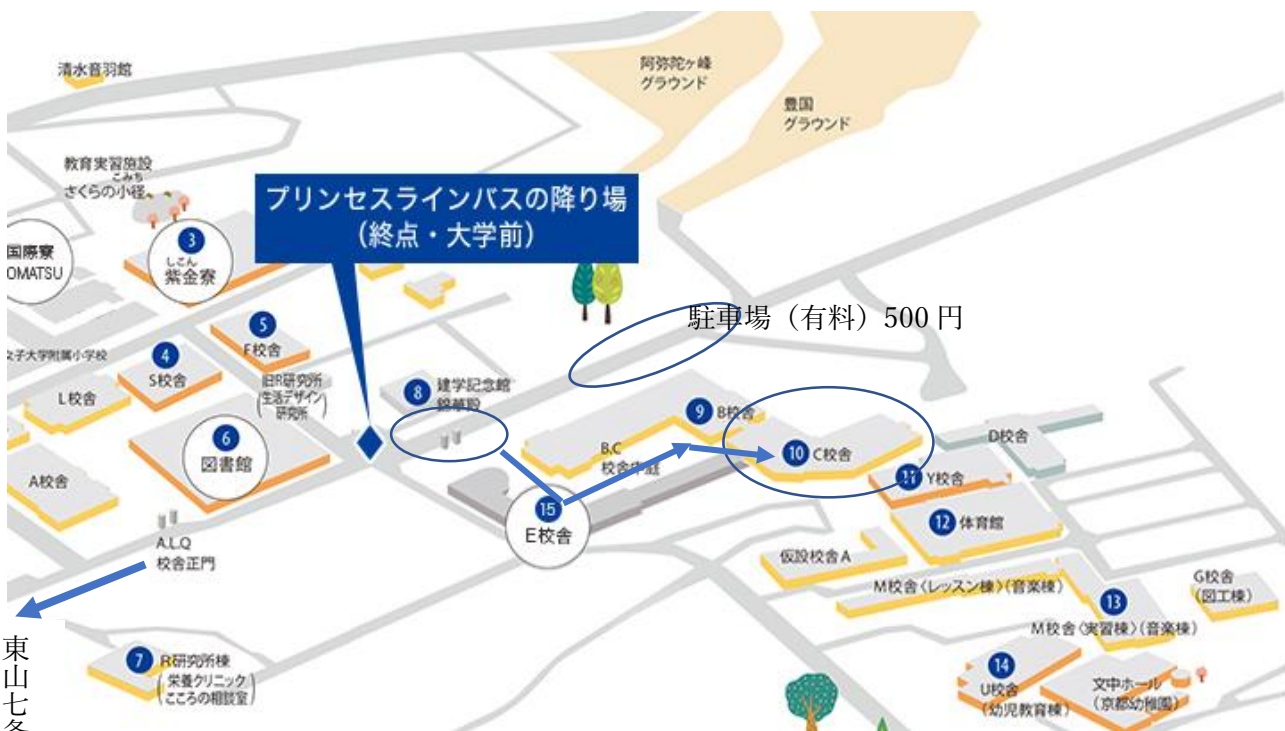 清水音羽館
阿弥陀ヶ峰
グラウンド
豊国
グラウンド
教育実習施設
こみち
さくらの小径
プリンセスラインバスの降り場
（終点・大学前）
国際寮
OMATSU
3
しこん
紫金寮
駐車場（有料）500 円
5
F校舎
女子大学附属小学校
4
S校舎
L校舎
旧R研究所
（生活デザイン
研究所）
8
建学記念館
錦華殿
9
B校舎
6
図書館
B.C
校舎中庭
10
C校舎
D校舎
A校舎
11
Y校舎
15
E校舎
12
体育館
A.L.Q
校舎正門
仮設校舎A
M校舎〈レッスン棟〉（音楽棟）
G校舎
（図工棟）
13
M校舎〈実習棟〉（音楽棟）
東山七条
7
R研究所棟
（栄養クリニック
こころの相談室）
14
U校舎
（幼児教育棟）
文中ホール
（京都幼稚園）